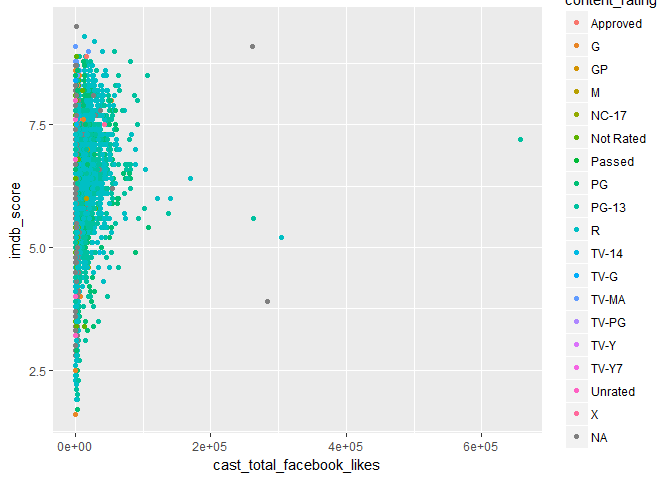 content_rating
Approved
G
GP
M
NC-17
Not Rated
Passed
PG
PG-13
R
TV-14
TV-G
TV-MA
TV-PG
TV-Y
TV-Y7
Unrated
X
NA
imdb_score
7.5
5.0
2.5
0e+00
2e+05
4e+05
6e+05
cast_total_facebook_likes